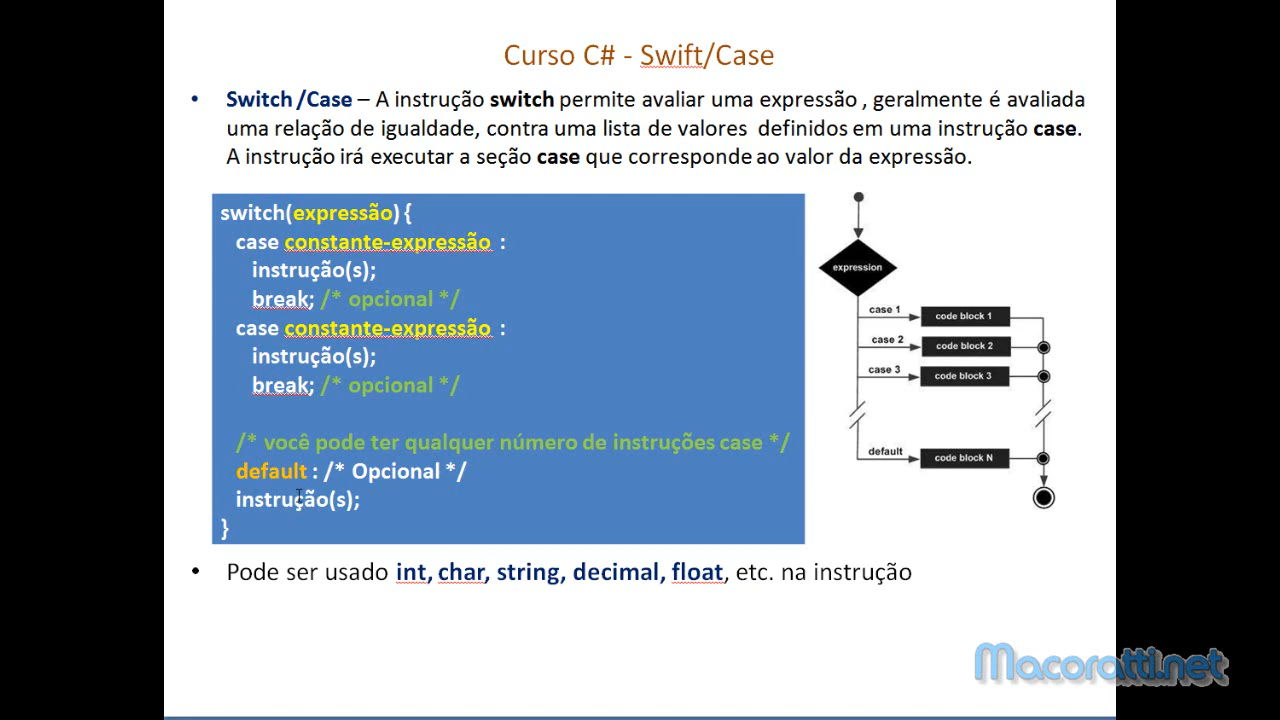 Curso C# - Swift/Case
• Switch /Case – A instrução switch permite avaliar uma expressão , geralmente é avaliada
uma relação de igualdade, contra uma lista de valores definidos em uma instrução case.
A instrução irá executar a seção case que corresponde ao valor da expressão.
switch(expressão) {
case constante-expressão :
instrução(s);
break; /* opcional */
case constante-expressão :
instrução(s);
break; /* opcional */
/* você pode ter qualquer número de instruções case */
default : /* Opcional */
instrução(s);
}
expression
case 1
code block 1
case 2
code block 2
case 3
code block 3
default
code block N
• Pode ser usado int, char, string, decimal, float, etc. na instrução
Macoratti.net